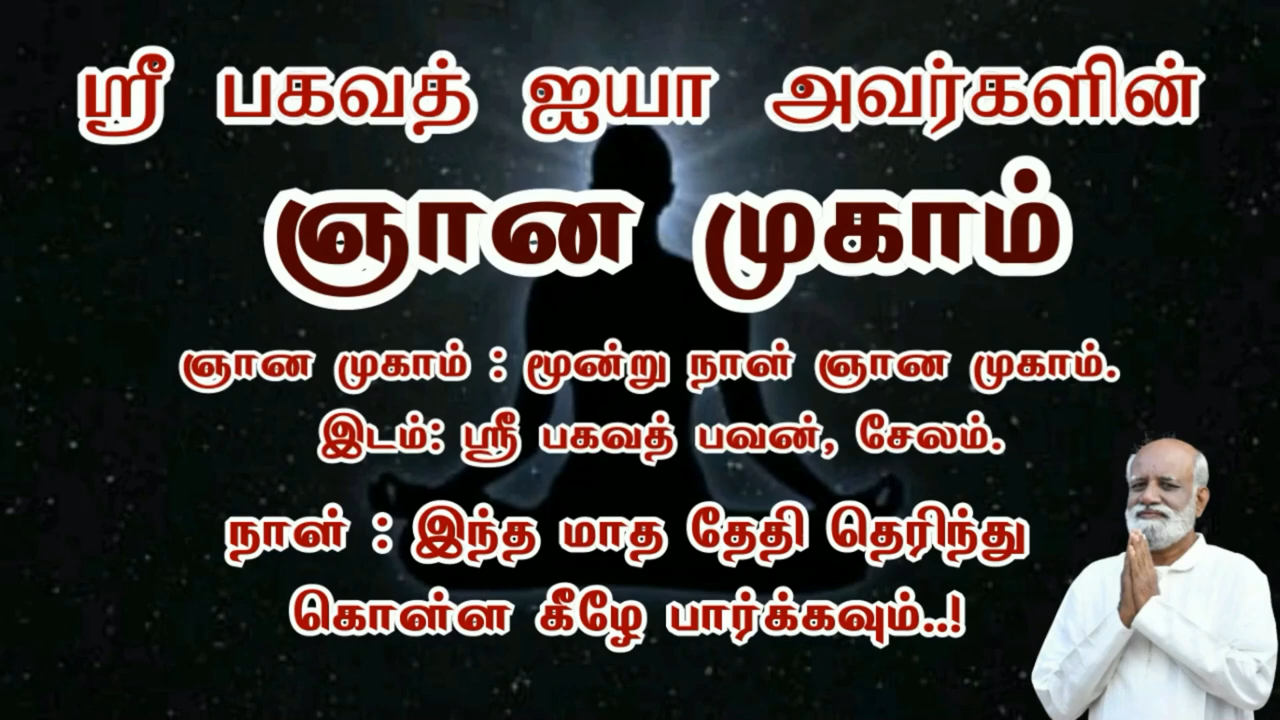 ஸ்ரீ பகவத் ஐயா அவர்களின்
ஞான முகாம்
ஞான முகாம் : மூன்று நாள் ஞான முகாம்.
இடம்: ஸ்ரீ பகவத் பவன், சேலம்.
நாள் : இந்த மாத தேதி தெரிந்து
கொள்ள கீழே பார்க்கவும்..!